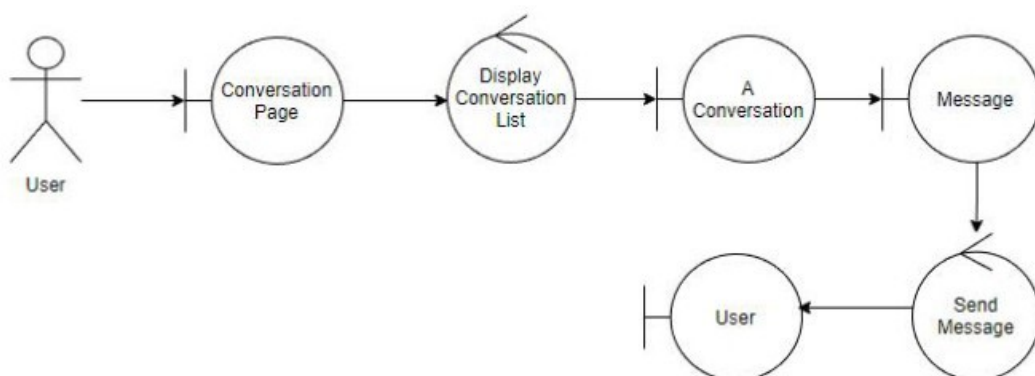 User
Conversation
Page
Display
Conversation
List
A
Conversation
Message
User
Send
Message